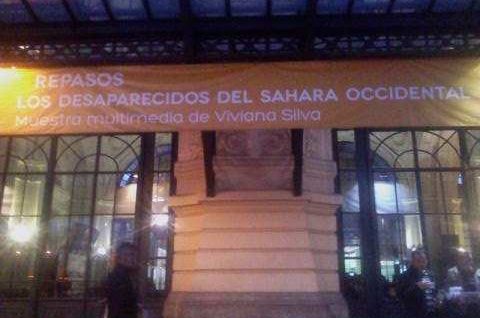 REPASOS
LOS DESAPARECIDOS DEL SAHARA OCCIDENTAL
Muestra multimedia de Viviana Silva